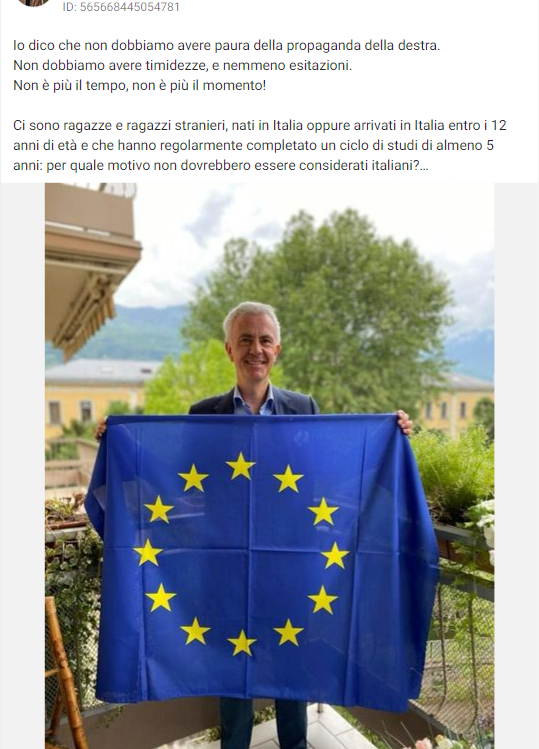 ID: 565668445054781
Io dico che non dobbiamo avere paura della propaganda della destra.
Non dobbiamo avere timidezze, e nemmeno esitazioni.
Non è più il tempo, non è più il momento!
Ci sono ragazze e ragazzi stranieri, nati in Italia oppure arrivati in Italia entro i 12
anni di età e che hanno regolarmente completato un ciclo di studi di almeno 5
anni: per quale motivo non dovrebbero essere considerati italiani?...